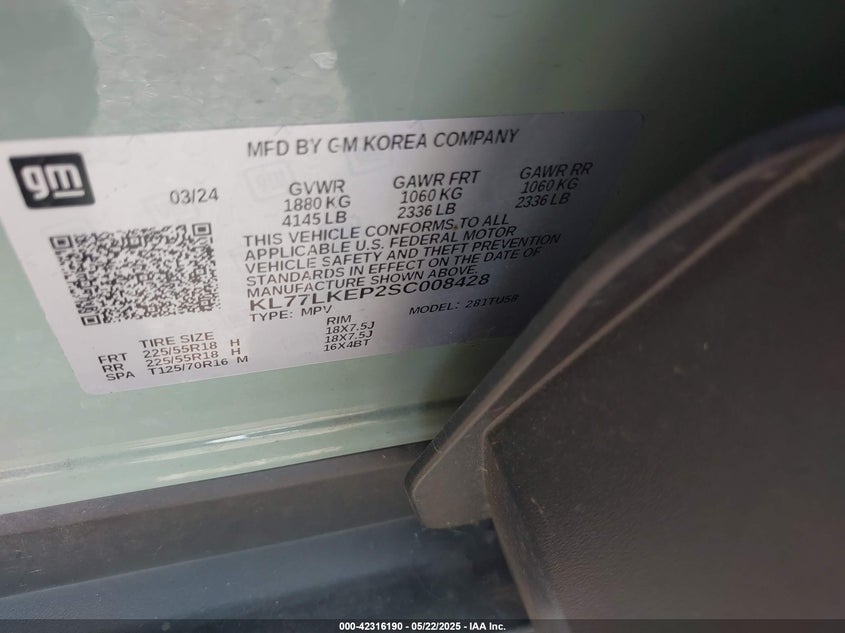 MFD BY GM KOREA COMPANY
gm
03/24
GVWR GAWR FRT GAWR RR
1880 KG 1060 KG 1060 KG
4145 LB 2336 LB 2336 LB
THIS VEHICLE CONFORMS TO ALL
APPLICABLE U.S. FEDERAL MOTOR
VEHICLE SAFETY AND THEFT PREVENTION
STANDARDS IN EFFECT ON THE DATE OF
MANUFACTURE SHOWN ABOVE.
KL77LKEP2SC008428
TYPE: MPV MODEL: 281TU58
TIRE SIZE RIM
FRT 225/55R18 H 18X7.5J
RR 225/55R18 H 18X7.5J
SPA T125/70R16 M 16X4BT
000-42316190 - 05/22/2025 - IAA Inc.